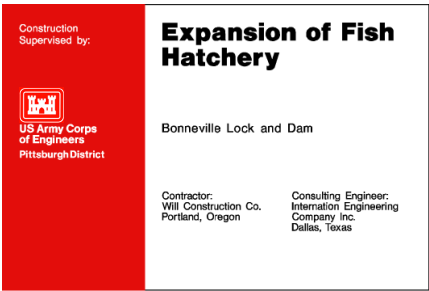 Construction
Supervised by:
US Army Corps
of Engineers
Pittsburgh District
Expansion of Fish
Hatchery
Bonneville Lock and Dam
Contractor:
Will Construction Co.
Portland, Oregon
Consulting Engineer:
Internation Engineering
Company Inc.
Dallas, Texas